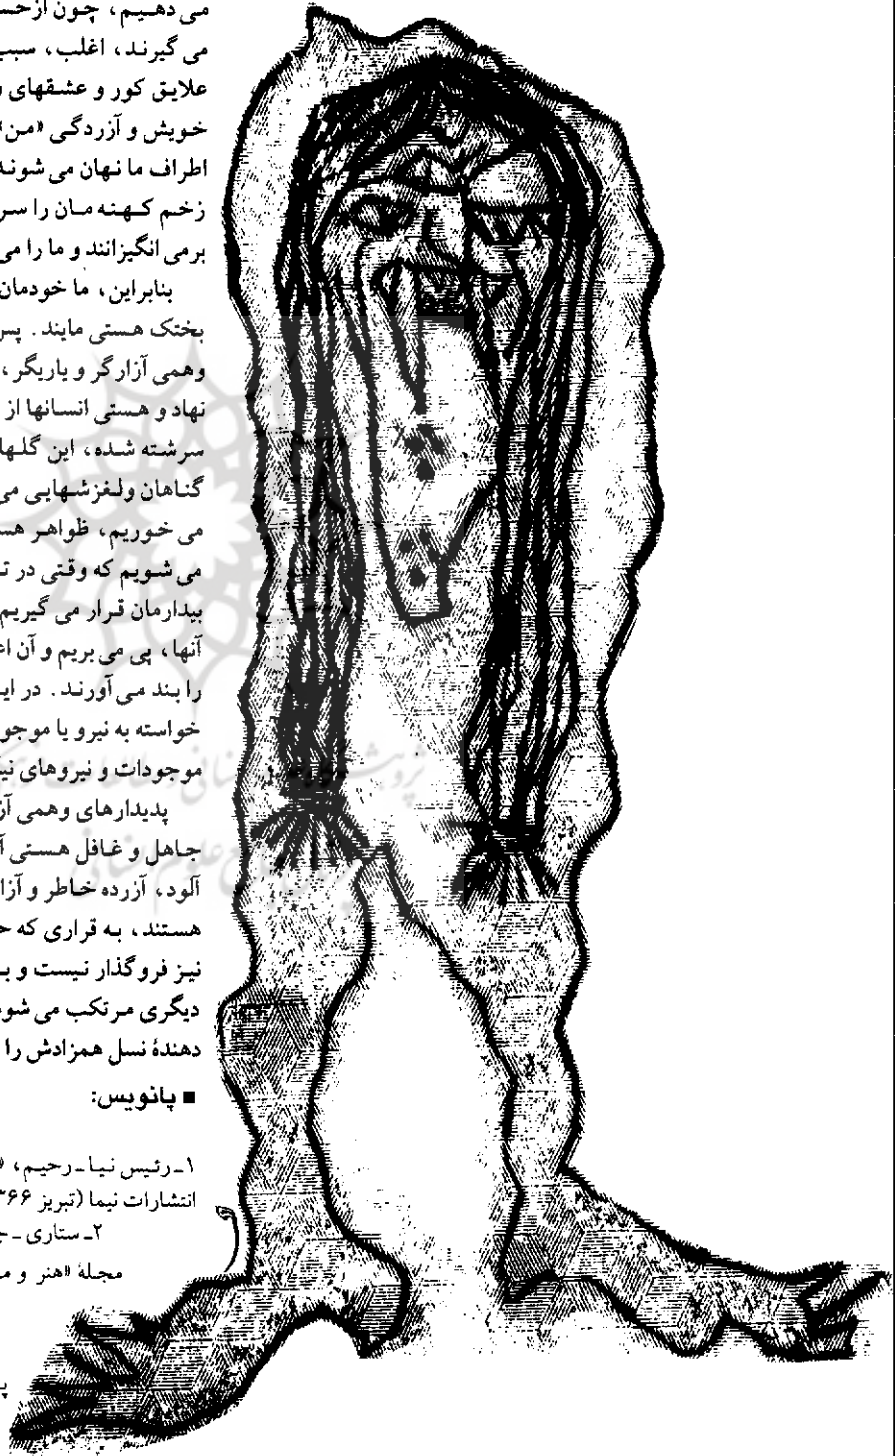 می دهیم، چون ازحس
می گیرند، اغلب، سبب
علایق کور و عشقهای
خویش و آزردگی «من»
اطراف ما نهان می شوند
زخم کهنه مان را سر
برمی انگیزانند و ما را می
بنابراین، ما خودمان
بختک هستی مایند. پس
وهمی آزارگر و یاریگر،
نهاد و هستی انسانها از
سرشته شده، این گلها
گناهان ولغزشهایی می
می خوریم، ظواهر هس
می شویم که وقتی در ت
بیدارمان قرار می گیریم
آنها، پی می بریم و آن اع
را بند می آورند. در ای
خواسته به نیرو یا موجو
موجودات و نیروهای نی
پدیدارهای وهمی آز
جاهل و غافل هستی آ
آلود، آزرده خاطر و آزا
هستند، به قراری که ح
نیز فروگذار نیست و ب
دیگری مرتکب می شو
دهندهٔ نسل همزادش را
■ پانویس:
۱ـ رئیس نیا ـ رحیم، «
انتشارات نیما (تبریز ۳۶۶
۲ـ ستاری ـ ج
مجلهٔ «هنر و م
پ